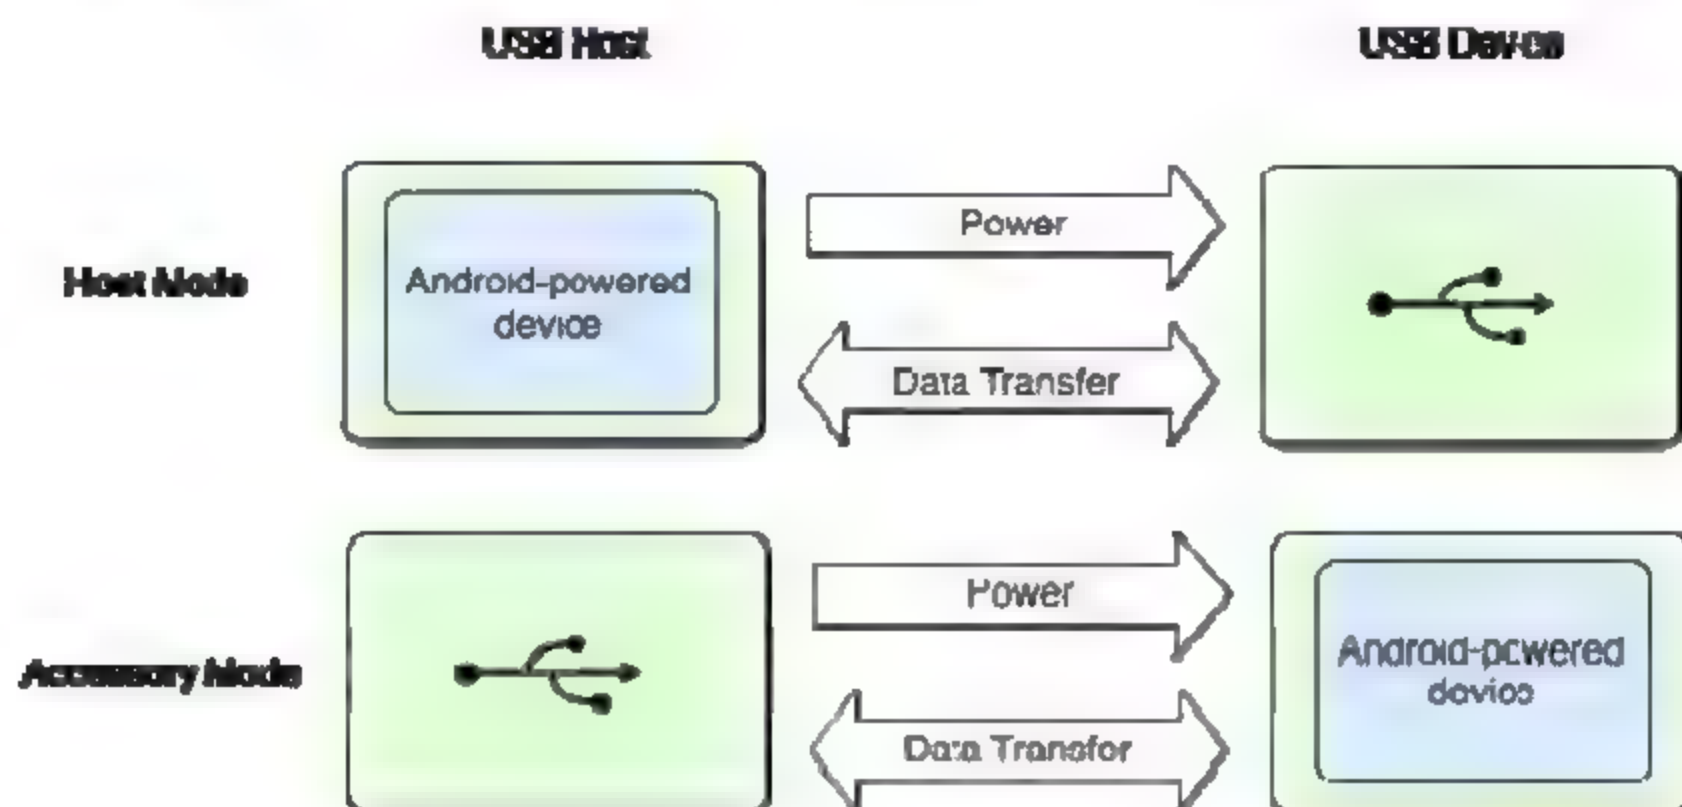 USB Host
USB Device
Host Mode
Android-powered
device
Power
Data Transfer
Accessory Mode
Power
Data Transfer
Android-powered
device